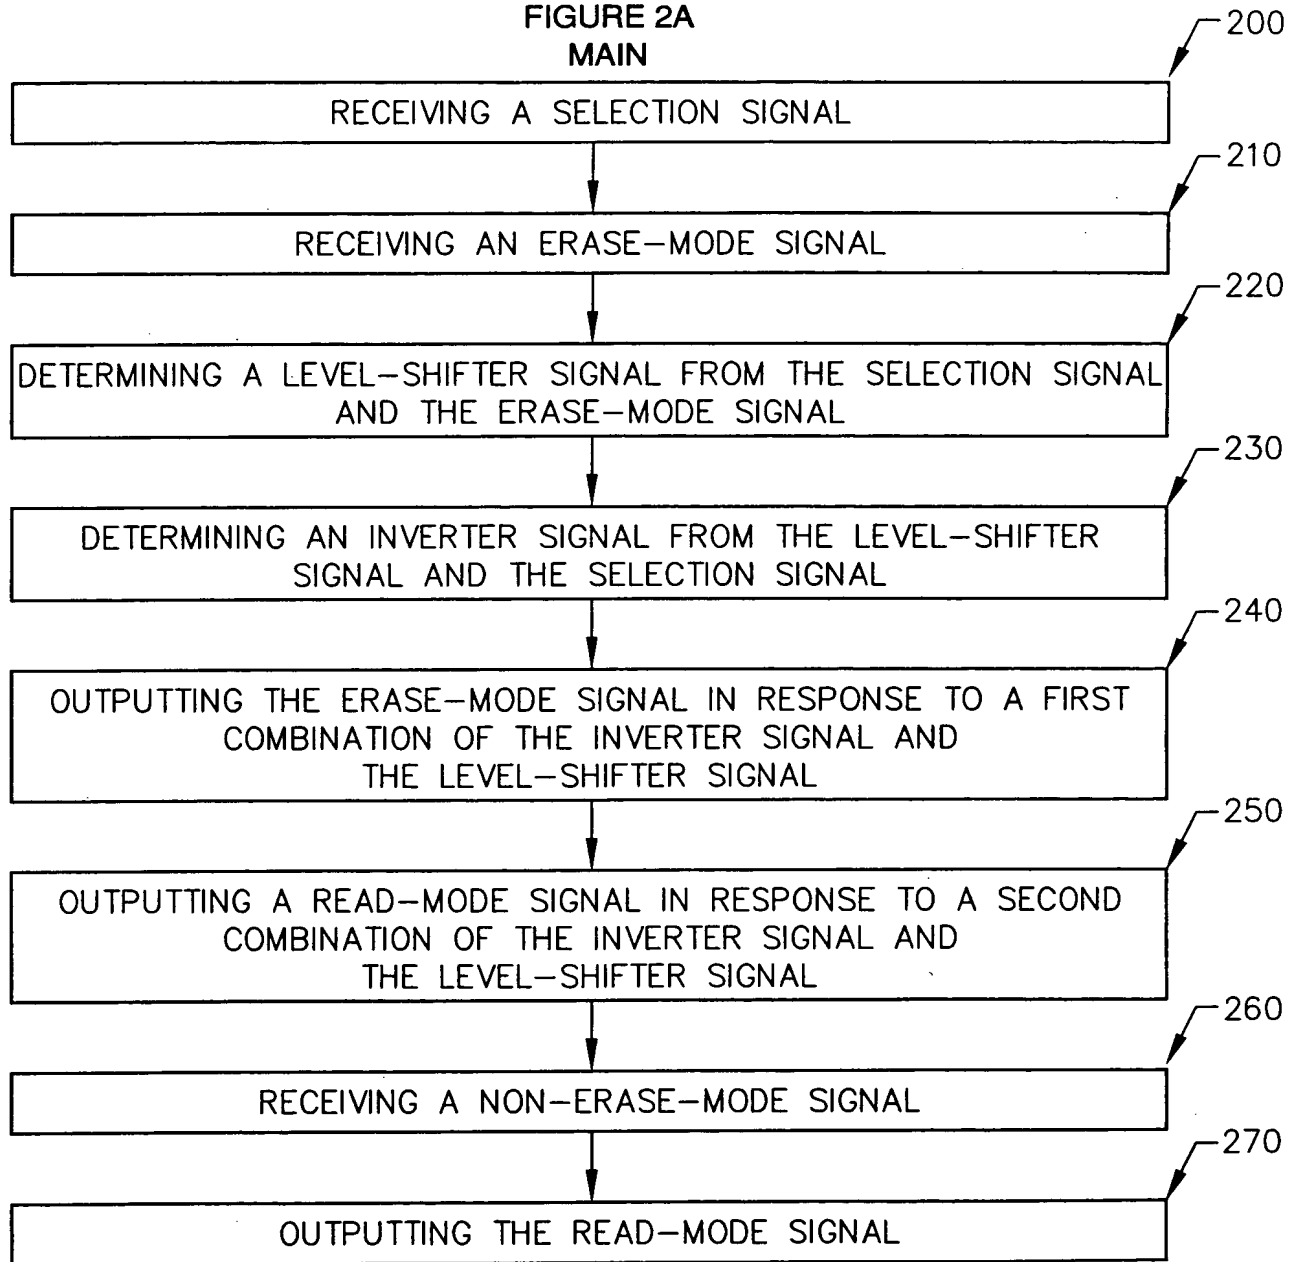 FIGURE 2A
MAIN
200
RECEIVING A SELECTION SIGNAL
210
RECEIVING AN ERASE-MODE SIGNAL
220
DETERMINING A LEVEL-SHIFTER SIGNAL FROM THE SELECTION SIGNAL
AND THE ERASE-MODE SIGNAL
230
DETERMINING AN INVERTER SIGNAL FROM THE LEVEL-SHIFTER
SIGNAL AND THE SELECTION SIGNAL
240
OUTPUTTING THE ERASE-MODE SIGNAL IN RESPONSE TO A FIRST
COMBINATION OF THE INVERTER SIGNAL AND
THE LEVEL-SHIFTER SIGNAL
250
OUTPUTTING A READ-MODE SIGNAL IN RESPONSE TO A SECOND
COMBINATION OF THE INVERTER SIGNAL AND
THE LEVEL-SHIFTER SIGNAL
260
RECEIVING A NON-ERASE-MODE SIGNAL
270
OUTPUTTING THE READ-MODE SIGNAL